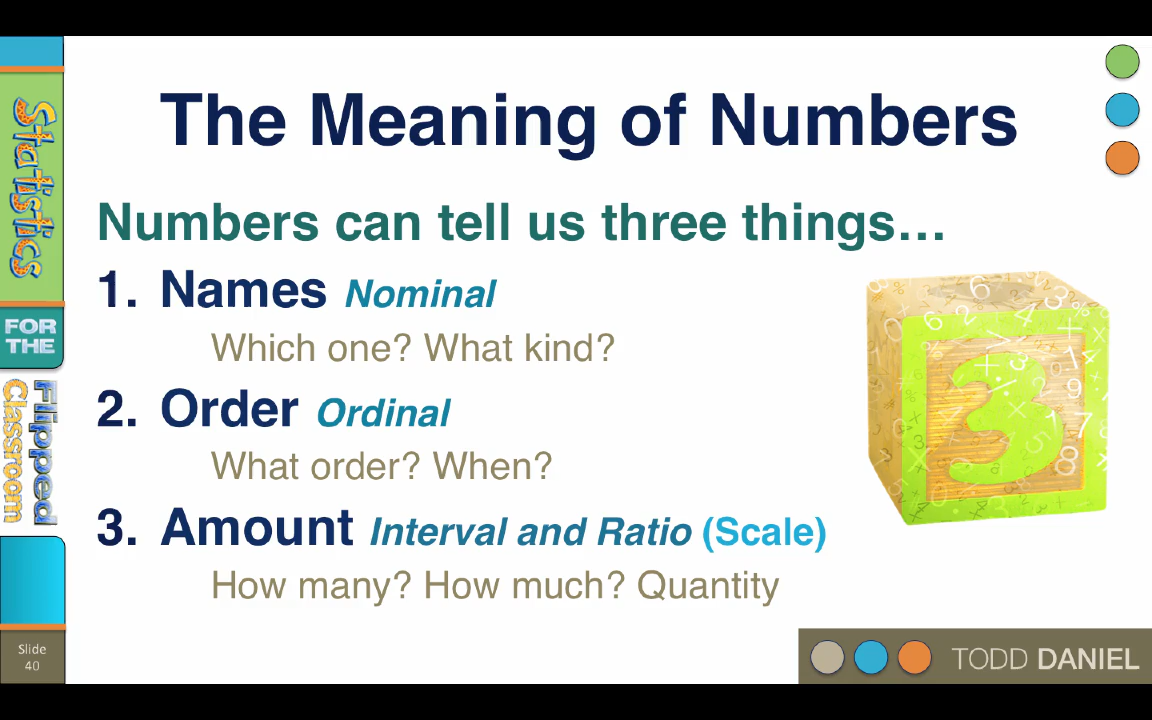 The Meaning of Numbers
Numbers can tell us three things…
1. Names Nominal
Which one? What kind?
2. Order Ordinal
What order? When?
3. Amount Interval and Ratio (Scale)
How many? How much? Quantity
Statistics
FOR THE
Flipped
Classroom
Slide
40
3
TODD DANIEL